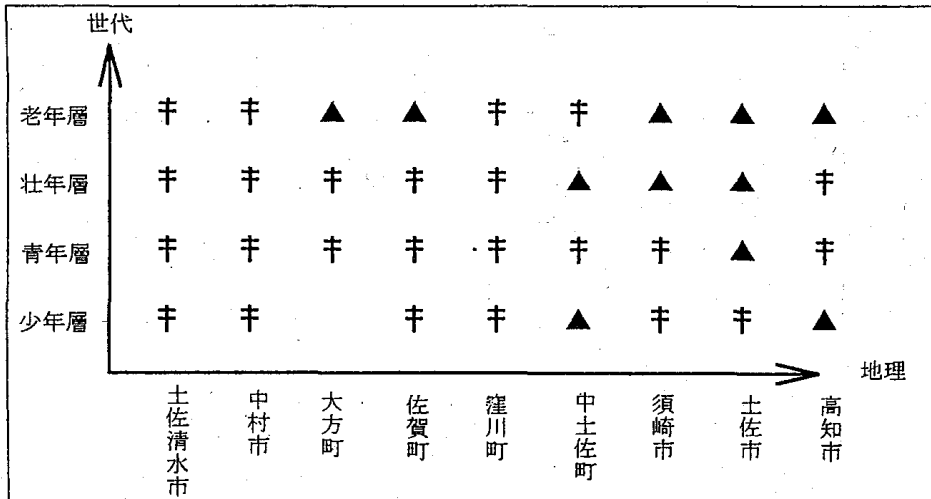 世代
老年層
壮年層
青年層
少年層
地理
土佐清水市
中村市
大方町
佐賀町
窪川町
中土佐町
須崎市
土佐市
高知市